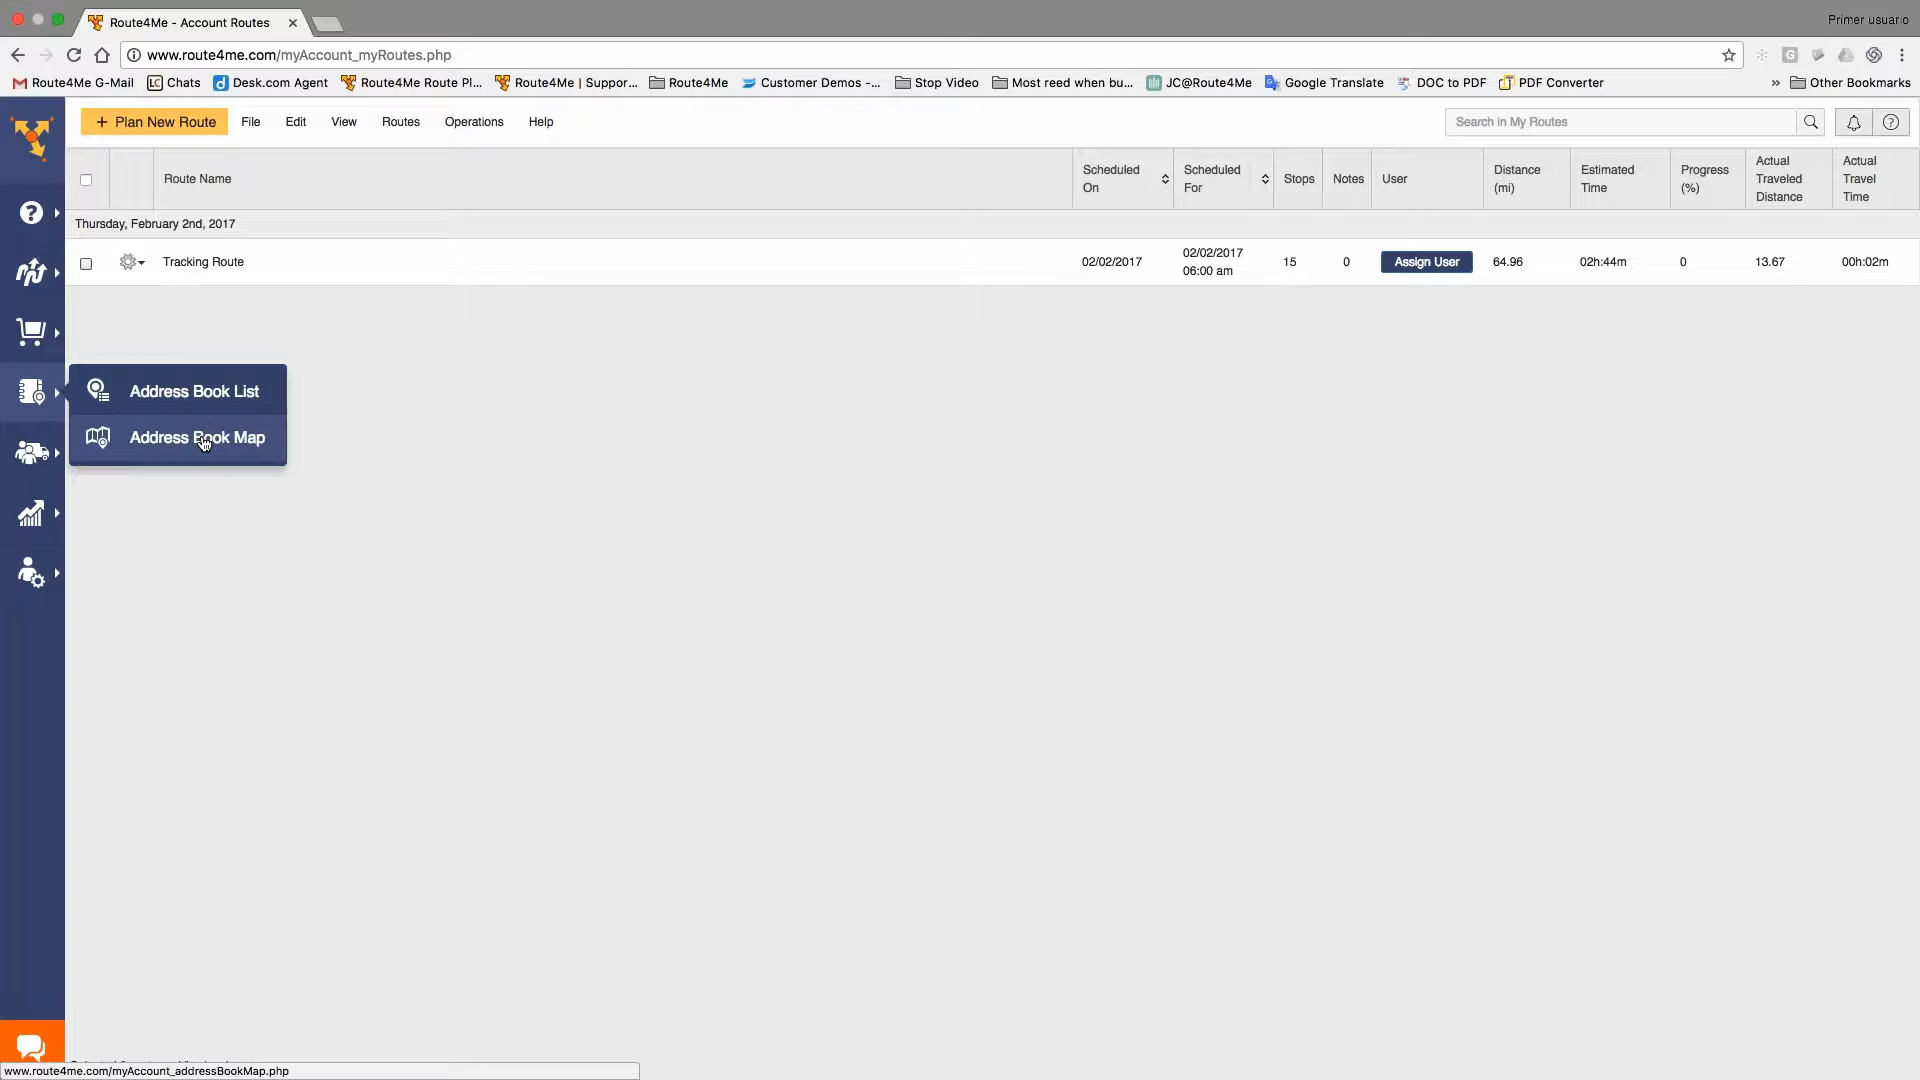 Route4Me - Account Routes
Primer usuario
www.route4me.com/myAccount_myRoutes.php
Route4Me G-Mail
Chats
Desk.com Agent
Route4Me Route Pl...
Route4Me | Suppor...
Route4Me
Customer Demos -...
Stop Video
Most reed when bu...
JC@Route4Me
Google Translate
DOC to PDF
PDF Converter
» Other Bookmarks
+ Plan New Route
File
Edit
View
Routes
Operations
Help
Search in My Routes
Route Name
Scheduled
On
Scheduled
For
Stops
Notes
User
Distance
(mi)
Estimated
Time
Progress
(%)
Actual
Traveled
Distance
Actual
Travel
Time
Thursday, February 2nd, 2017
Tracking Route
02/02/2017
02/02/2017
06:00 am
15
0
Assign User
64.96
02h:44m
0
13.67
00h:02m
Address Book List
Address Book Map
www.route4me.com/myAccount_addressBookMap.php